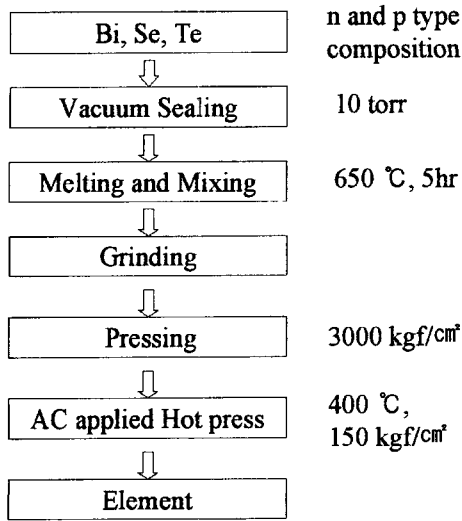 n and p type
Bi, Se, Te
composition
Vacuum Sealing 10 torr
Melting and Mixing 650 ℃, 5hr
Grinding
Pressing 3000 kgf/㎠
AC applied Hot press 400 ℃,
150 kgf/㎠
Element